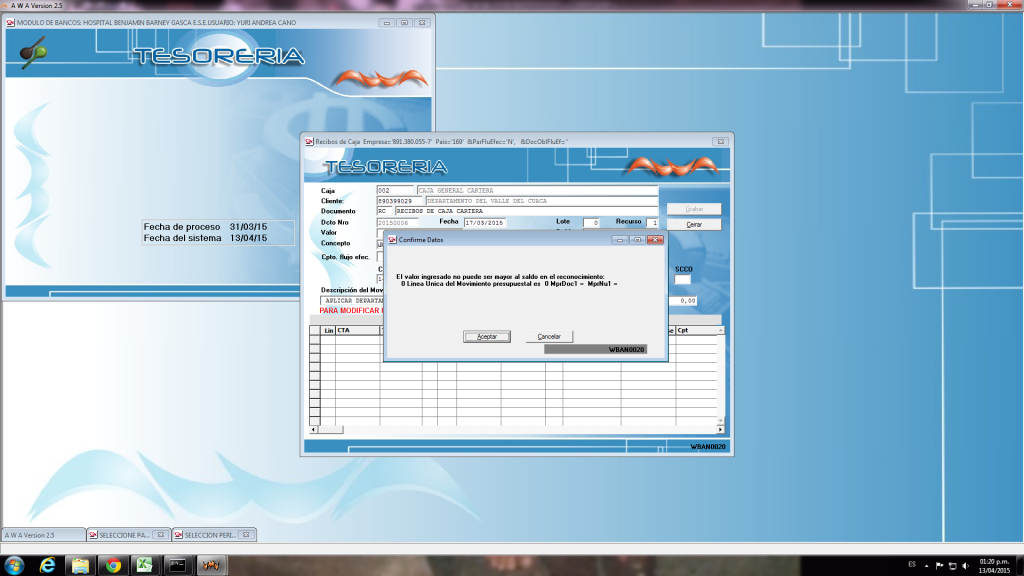 A W A Version 2.5
MODULO DE BANCOS: HOSPITAL BENJAMIN BARNEY GASCA E.S.E.USUARIO: YURI ANDREA CANO
TESORERIA
Fecha de proceso 31/03/15
Fecha del sistema 13/04/15
Recibos de Caja Empresa='891.380.055-7' Pais='169' &ParFluEfec='N', &DocOblFluEf=''
TESORERIA
Caja 002 CAJA GENERAL CARTERA
Cliente: 890399029 DEPARTAMENTO DEL VALLE DEL CUACA
Documento RC RECIBOS DE CAJA CARTERA
Grabar
Dcto Nro 20150006 Fecha 17/03/2015 Lote 0 Recurso 1
Cerrar
Valor
Concepto
Cpto. flujo efec.
SCCO
Descripción del Mov
APLICAR DEPARTA
0,00
PARA MODIFICAR
Lin CTA
Cpt
WBAN0020
Confirme Datos
El valor ingresado no puede ser mayor al saldo en el reconocimiento:
0 Linea Unica del Movimiento presupuestal es 0 MprDoc1 = MprNu1 =
Aceptar Cancelar
WBAN0020
A W A Version 2.5
SELECCIONE PA...
SELECCION PERI...
ES
01:20 p.m.
13/04/2015